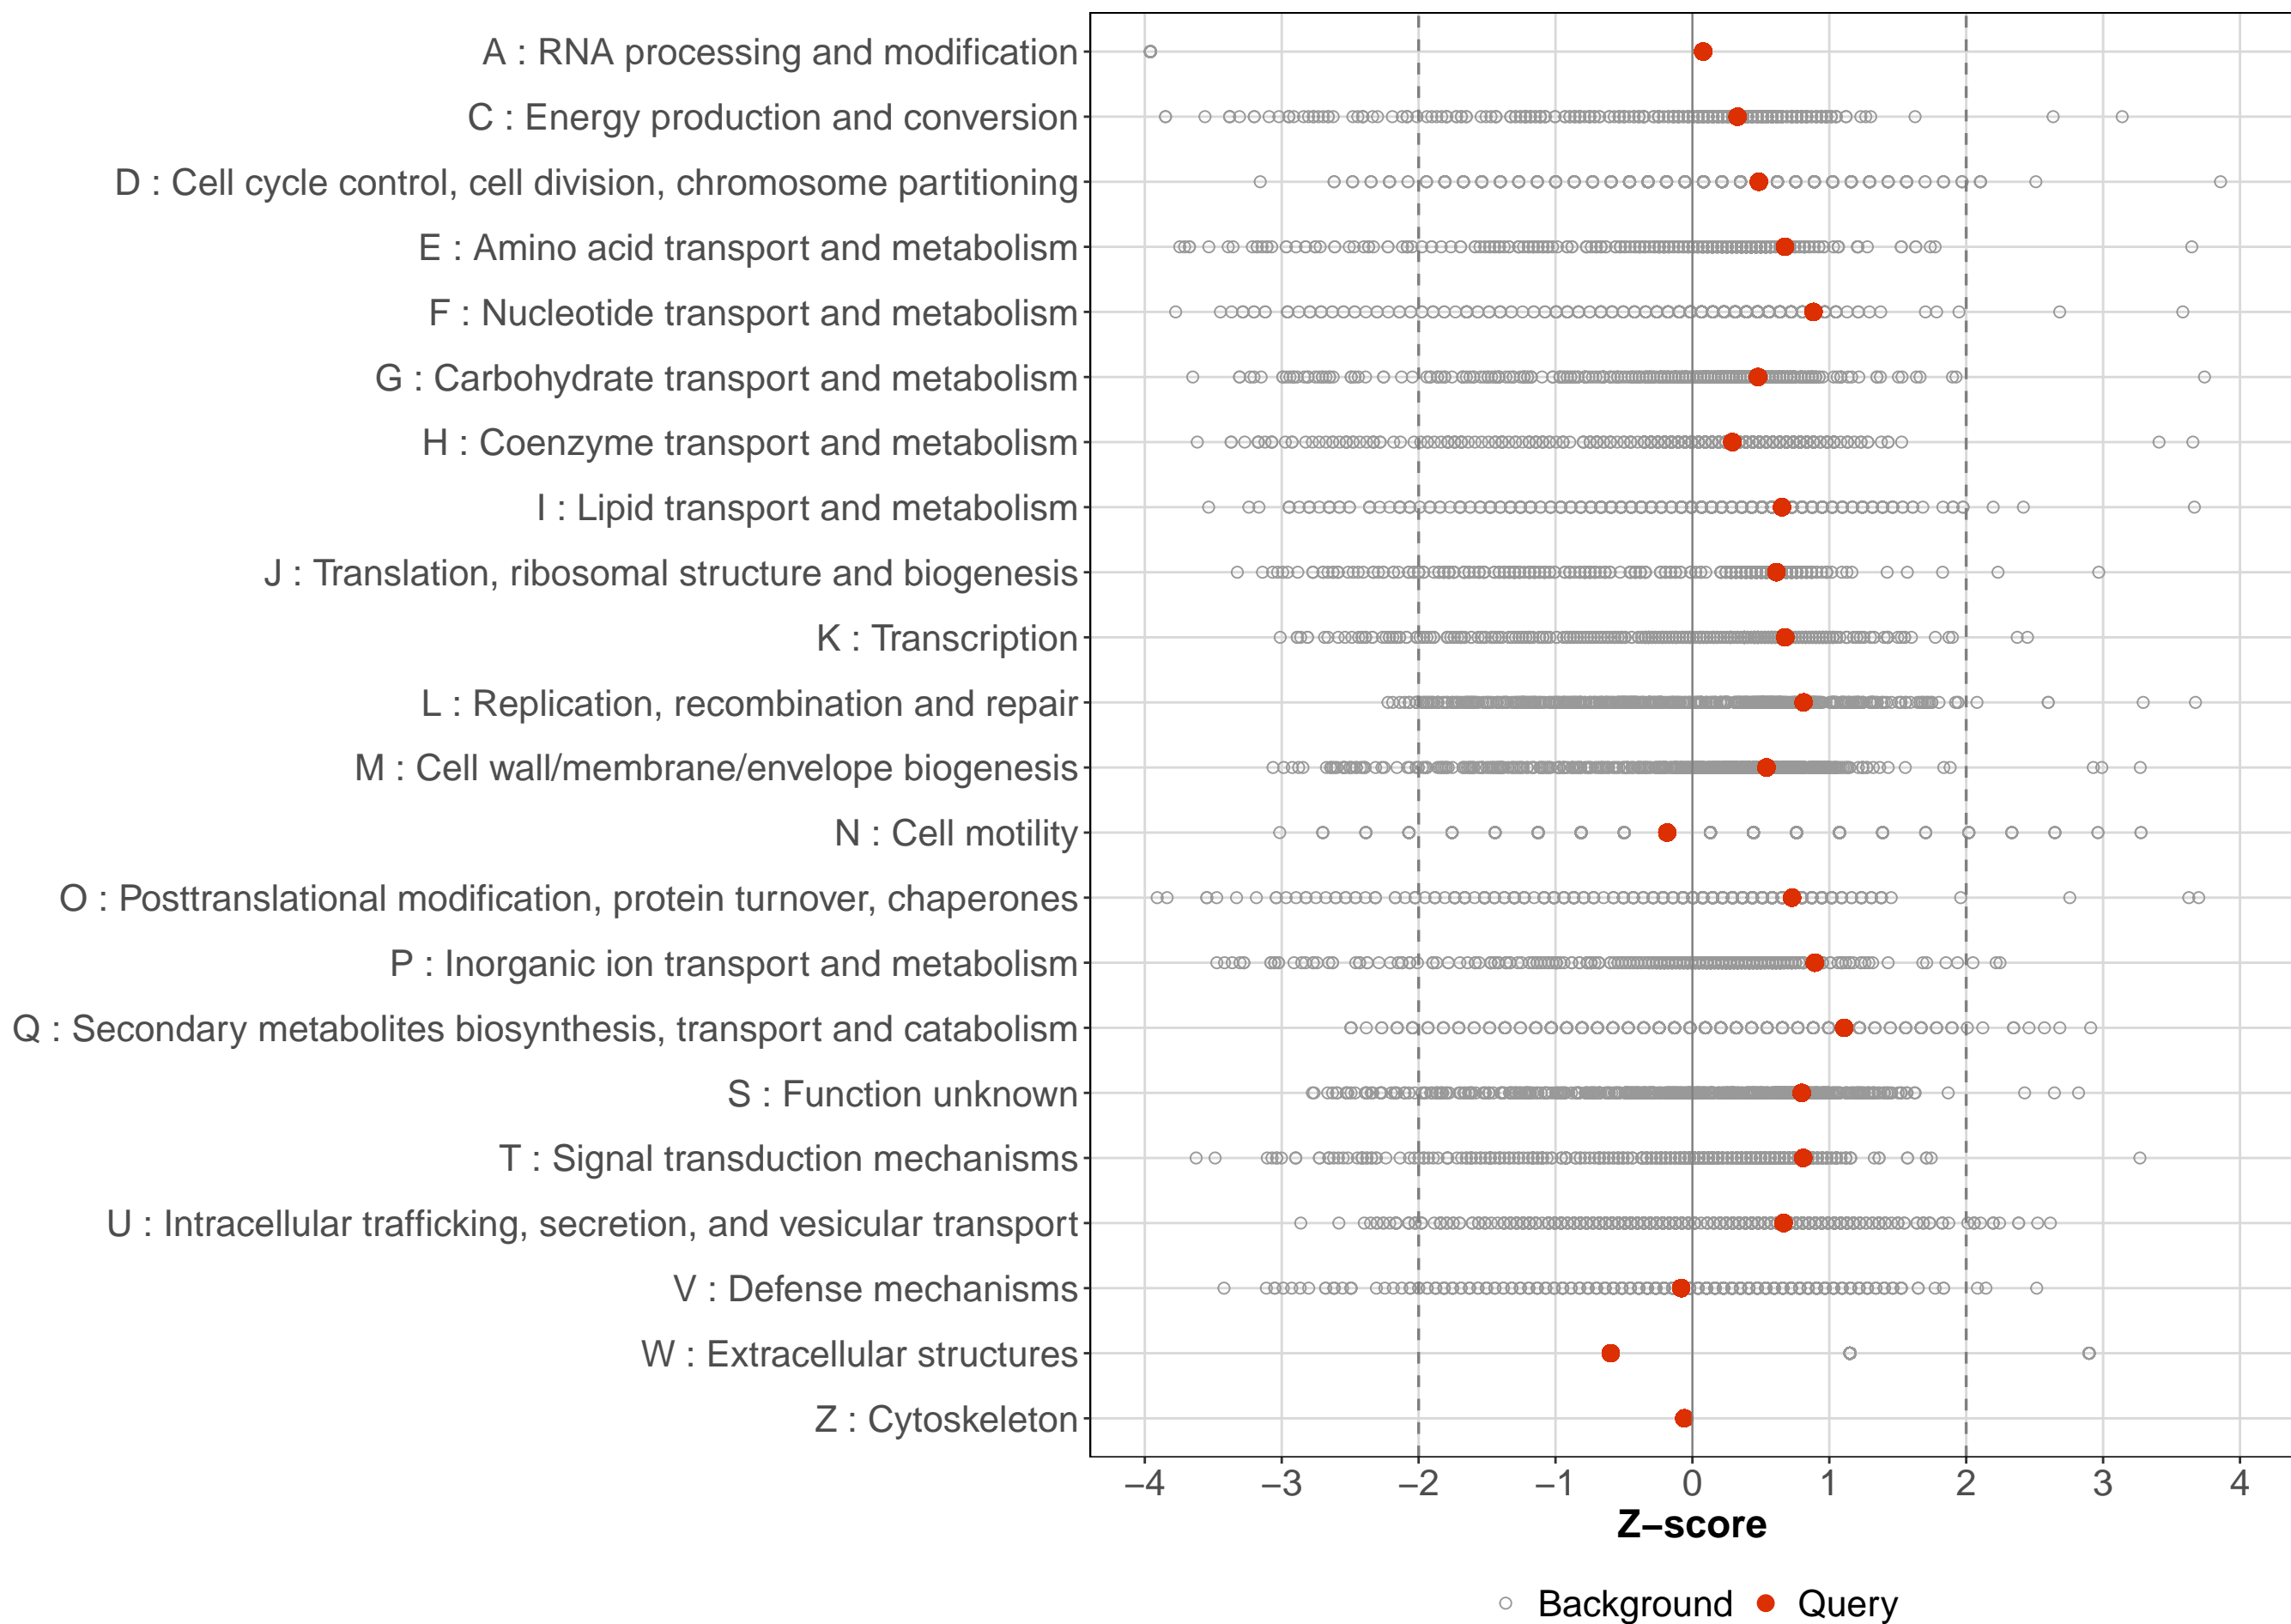 A : RNA processing and modification
C : Energy production and conversion
D : Cell cycle control, cell division, chromosome partitioning
E : Amino acid transport and metabolism
F : Nucleotide transport and metabolism
G : Carbohydrate transport and metabolism
H : Coenzyme transport and metabolism
I : Lipid transport and metabolism
J : Translation, ribosomal structure and biogenesis
K : Transcription
L : Replication, recombination and repair
M : Cell wall/membrane/envelope biogenesis
N : Cell motility
O : Posttranslational modification, protein turnover, chaperones
P : Inorganic ion transport and metabolism
Q : Secondary metabolites biosynthesis, transport and catabolism
S : Function unknown
T : Signal transduction mechanisms
U : Intracellular trafficking, secretion, and vesicular transport
V : Defense mechanisms
W : Extracellular structures
Z : Cytoskeleton
−4 −3 −2 −1 0 1 2 3 4
Z−score
Background Query